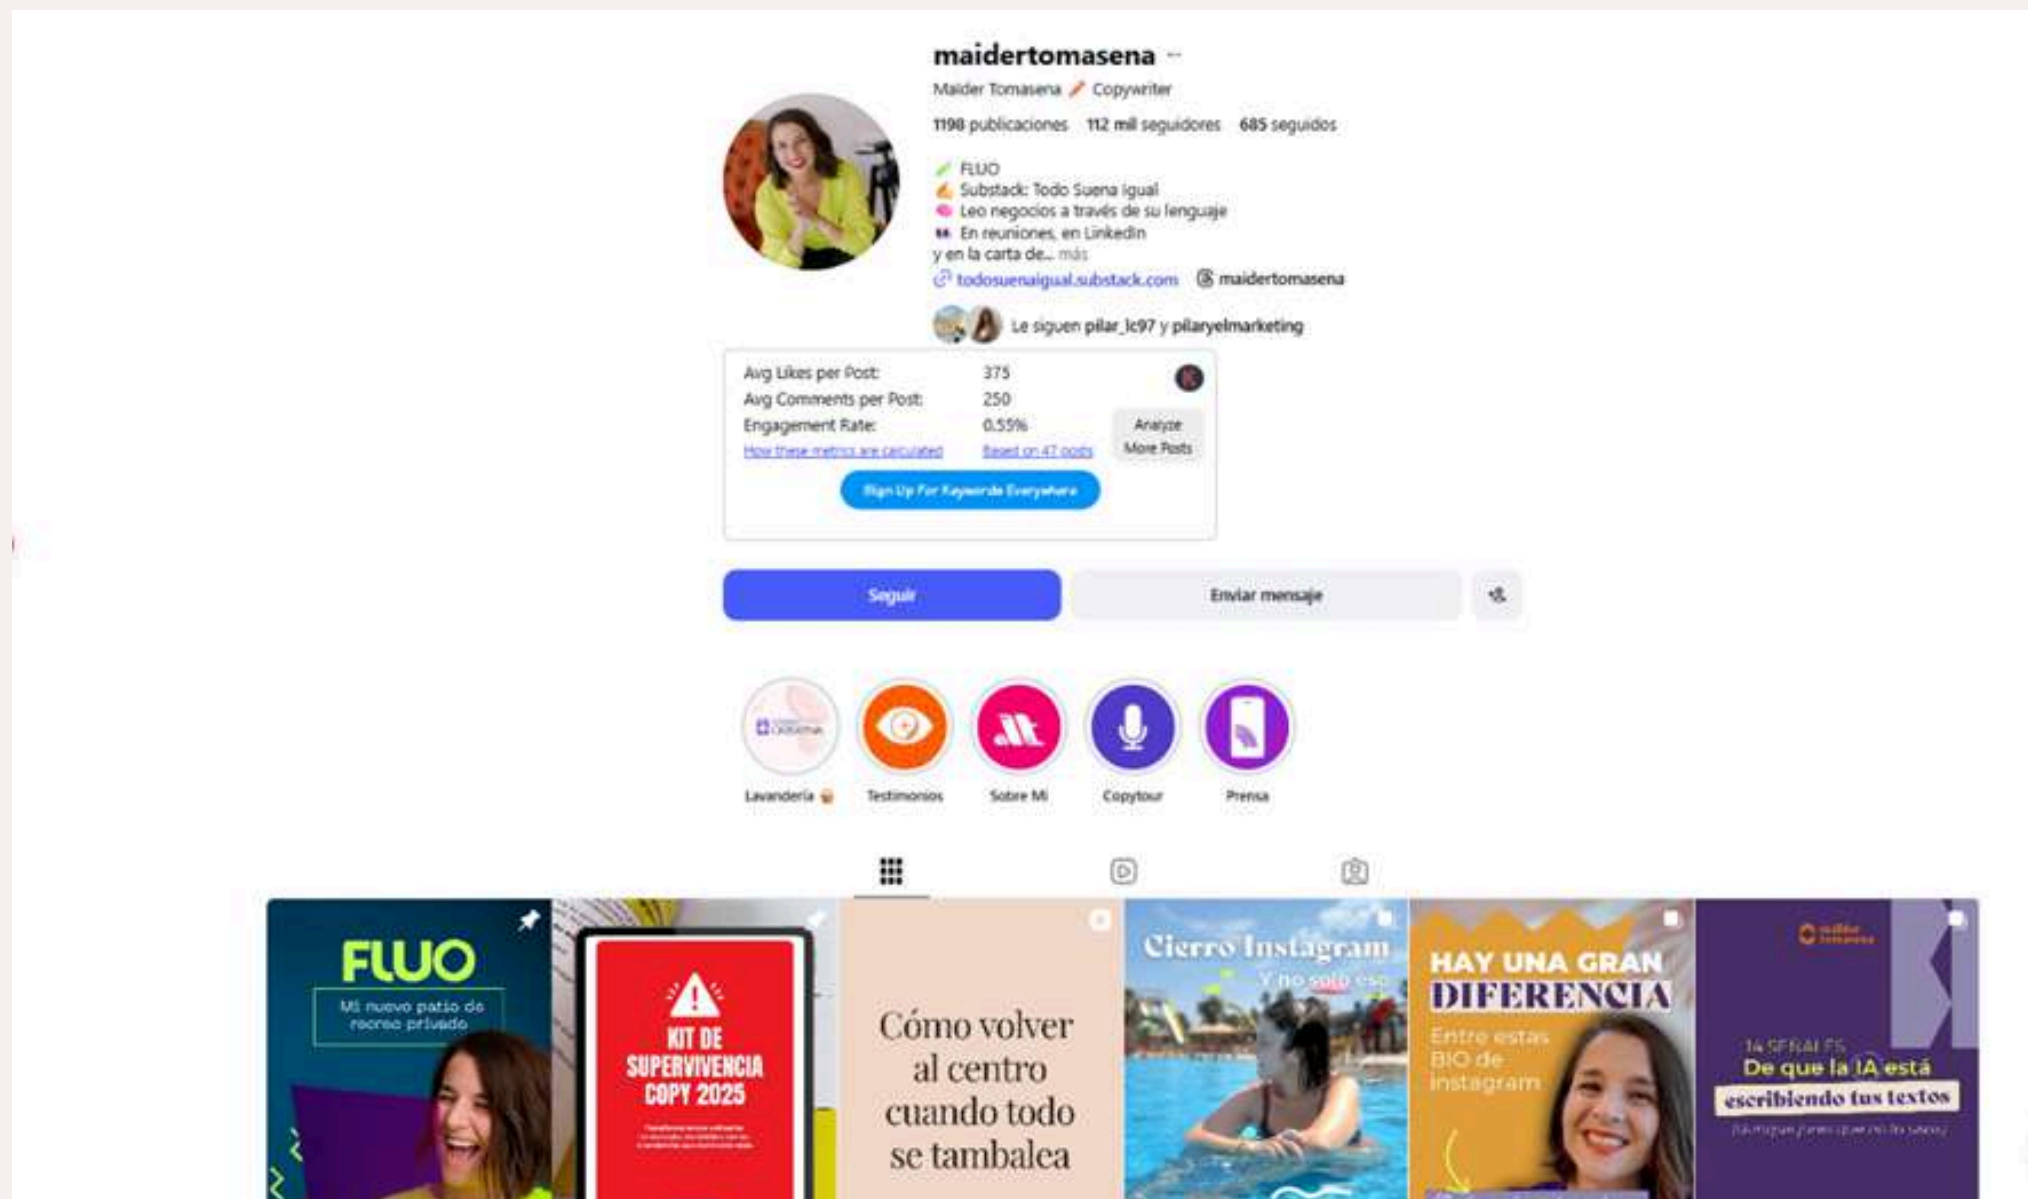 maidertomasena ···
Maider Tomasena Copywriter
1198 publicaciones 112 mil seguidores 685 seguidos
FLUO
Substack: Todo Suena Igual
Leo negocios a través de su lenguaje
En reuniones, en LinkedIn
y en la carta de... más
todosuenaigual.substack.com maidertomasena
Le siguen pilar_lc97 y pilaryelmarketing
Avg Likes per Post: 375
Avg Comments per Post: 250
Engagement Rate: 0.55%
Analyze
More Posts
How these metrics are calculated Based on 47 posts
Sign Up For Keywords Everywhere
Seguir
Enviar mensaje
Lavandería
Testimonios
Sobre Mi
Copytour
Prensa
FLUO
Mi nuevo patio de
recreo privado
KIT DE
SUPERVIVENCIA
COPY 2025
Cómo volver
al centro
cuando todo
se tambalea
Cierro Instagram
Y no solo eso
HAY UNA GRAN
DIFERENCIA
Entre estas
BIO de
instagram
maider
tomasena
14 SEÑALES
De que la IA está
escribiendo tus textos